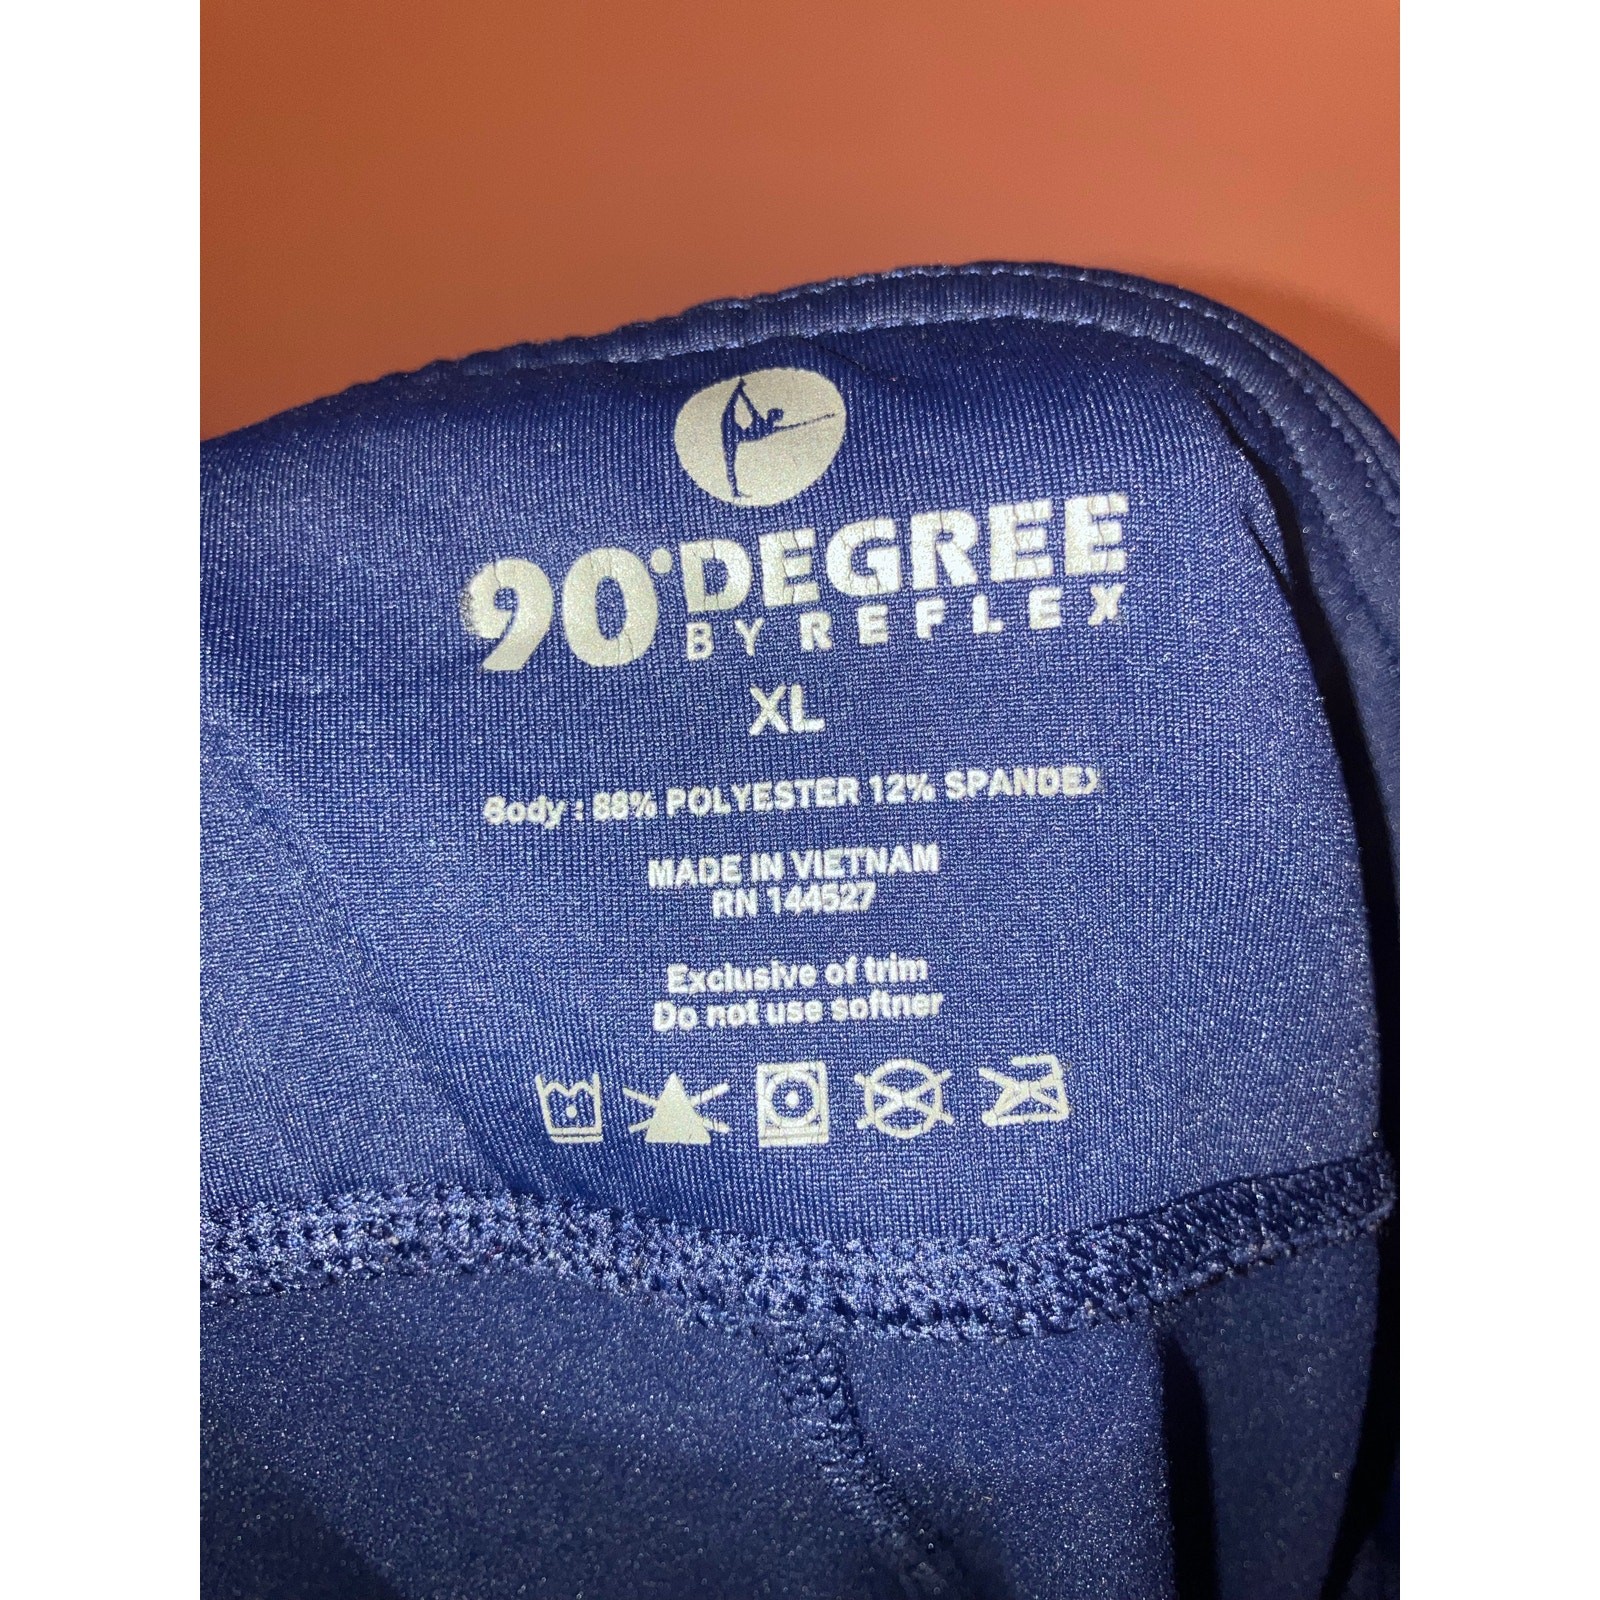 90° DEGREE
BY REFLEX
XL
Body : 88% POLYESTER 12% SPANDEX
MADE IN VIETNAM
RN 144527
Exclusive of trim
Do not use softner